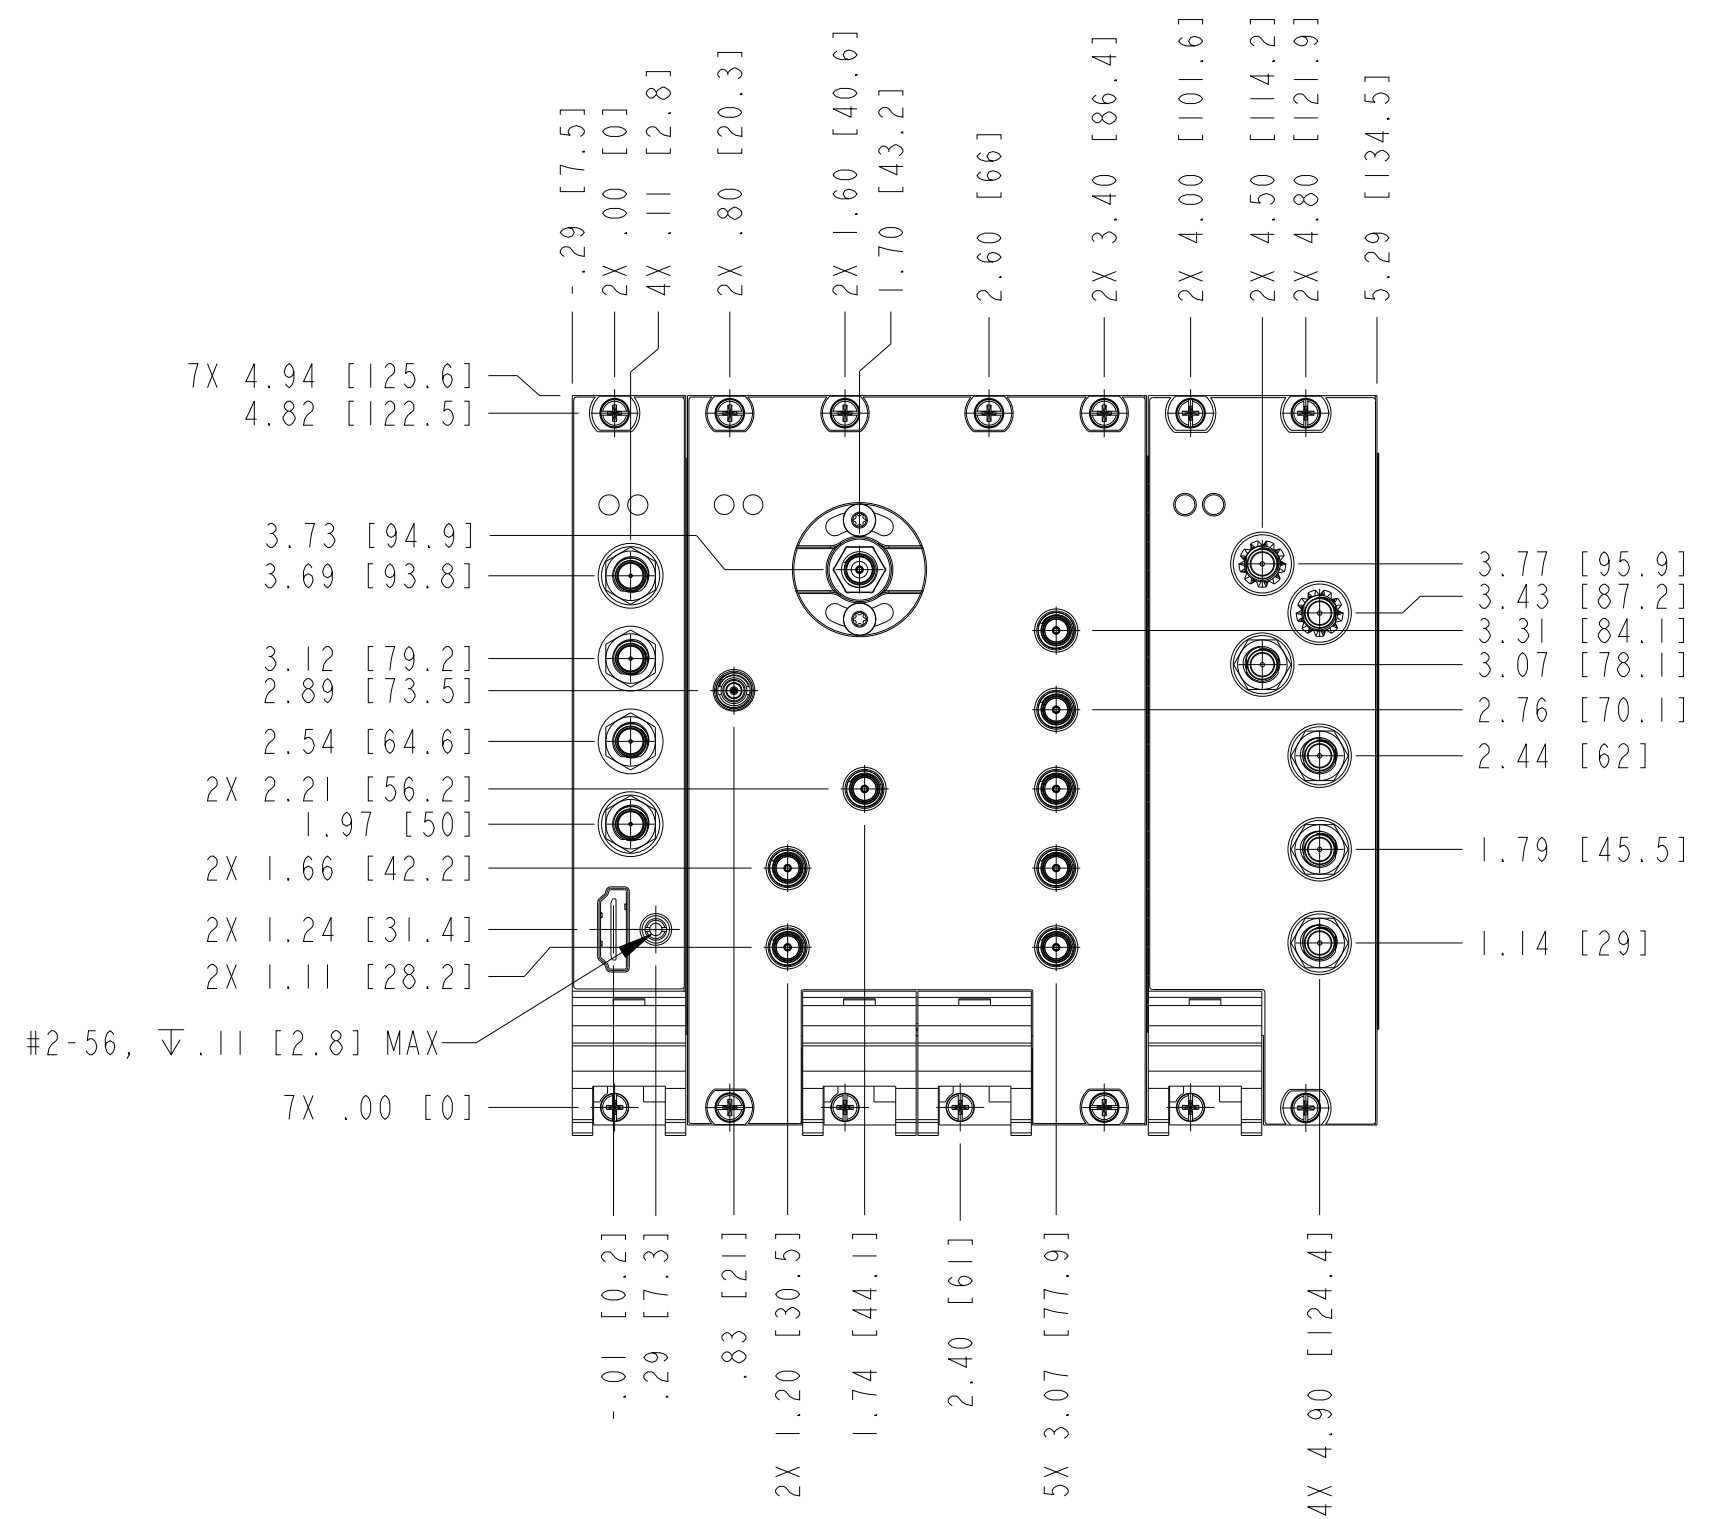 -.29 [7.5]
2X .00 [0]
4X .11 [2.8]
2X .80 [20.3]
2X 1.60 [40.6]
1.70 [43.2]
2.60 [66]
2X 3.40 [86.4]
2X 4.00 [101.6]
2X 4.50 [114.2]
2X 4.80 [121.9]
5.29 [134.5]
7X 4.94 [125.6]
4.82 [122.5]
3.73 [94.9]
3.69 [93.8]
3.12 [79.2]
2.89 [73.5]
2.54 [64.6]
2X 2.21 [56.2]
1.97 [50]
2X 1.66 [42.2]
2X 1.24 [31.4]
2X 1.11 [28.2]
#2-56, ↧ .11 [2.8] MAX
7X .00 [0]
3.77 [95.9]
3.43 [87.2]
3.31 [84.1]
3.07 [78.1]
2.76 [70.1]
2.44 [62]
1.79 [45.5]
1.14 [29]
-.01 [0.2]
.29 [7.3]
.83 [21]
2X 1.20 [30.5]
1.74 [44.1]
2.40 [61]
5X 3.07 [77.9]
4X 4.90 [124.4]